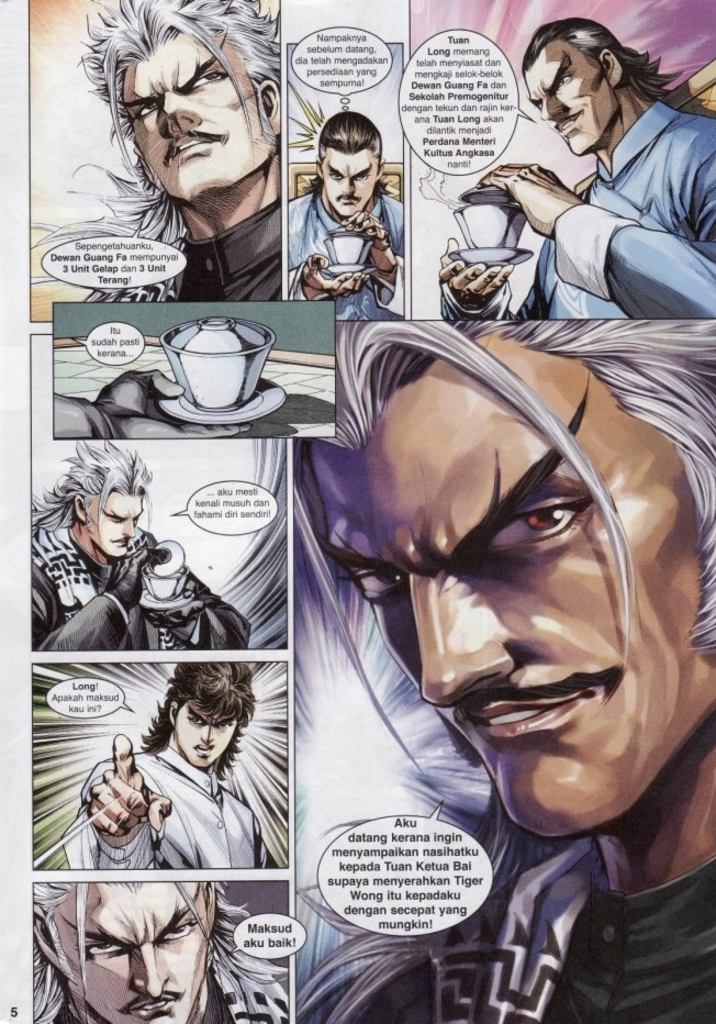 Sepengetahuanku,
Dewan Guang Fa mempunyai
3 Unit Gelap dan 3 Unit
Terang!
Nampaknya
sebelum datang,
dia telah mengadakan
persediaan yang
sempurna!
Tuan
Long memang
telah menyiasat dan
mengkaji selok-belok
Dewan Guang Fa dan
Sekolah Premogenitur
dengan tekun dan rajin ker-
ana Tuan Long akan
dilantik menjadi
Perdana Menteri
Kultus Angkasa
nanti!
Itu
sudah pasti
kerana...
... aku mesti
kenali musuh dan
fahami diri sendiri!
Long!
Apakah maksud
kau ini?
Maksud
aku baik!
Aku
datang kerana ingin
menyampaikan nasihatku
kepada Tuan Ketua Bai
supaya menyerahkan Tiger
Wong itu kepadaku
dengan secepat yang
mungkin!
5